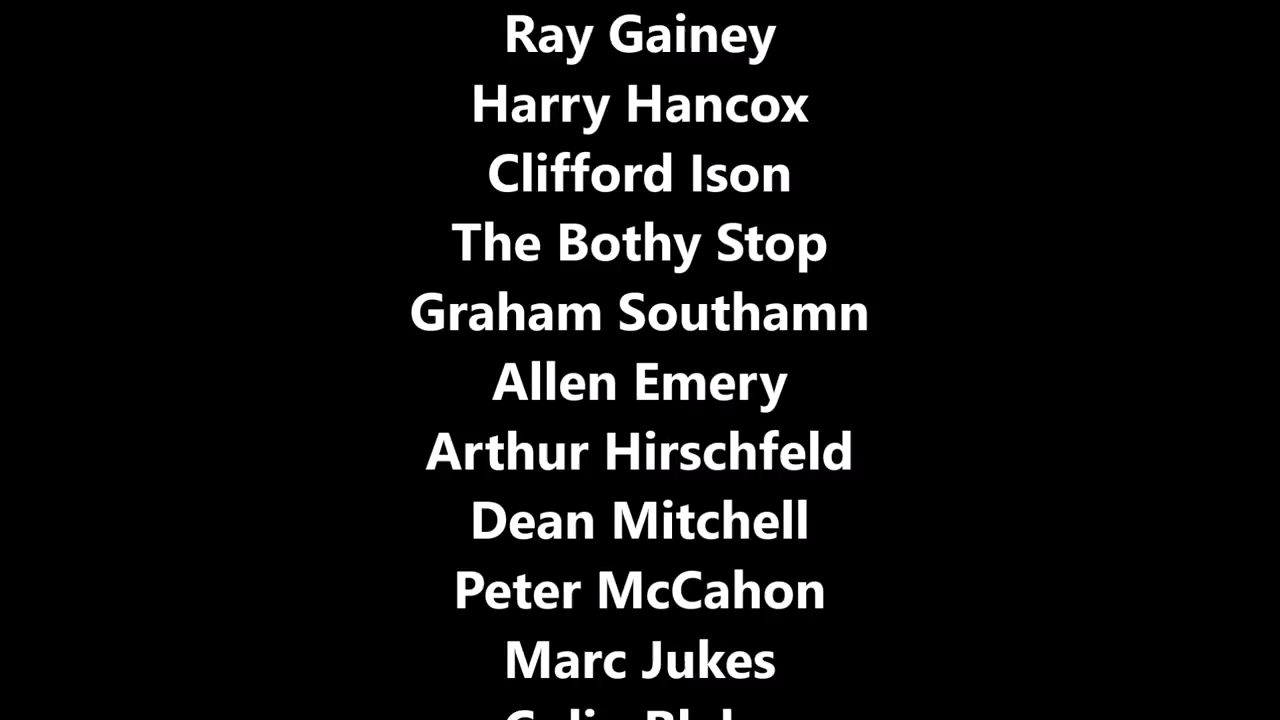 Ray Gainey
Harry Hancox
Clifford Ison
The Bothy Stop
Graham Southamn
Allen Emery
Arthur Hirschfeld
Dean Mitchell
Peter McCahon
Marc Jukes